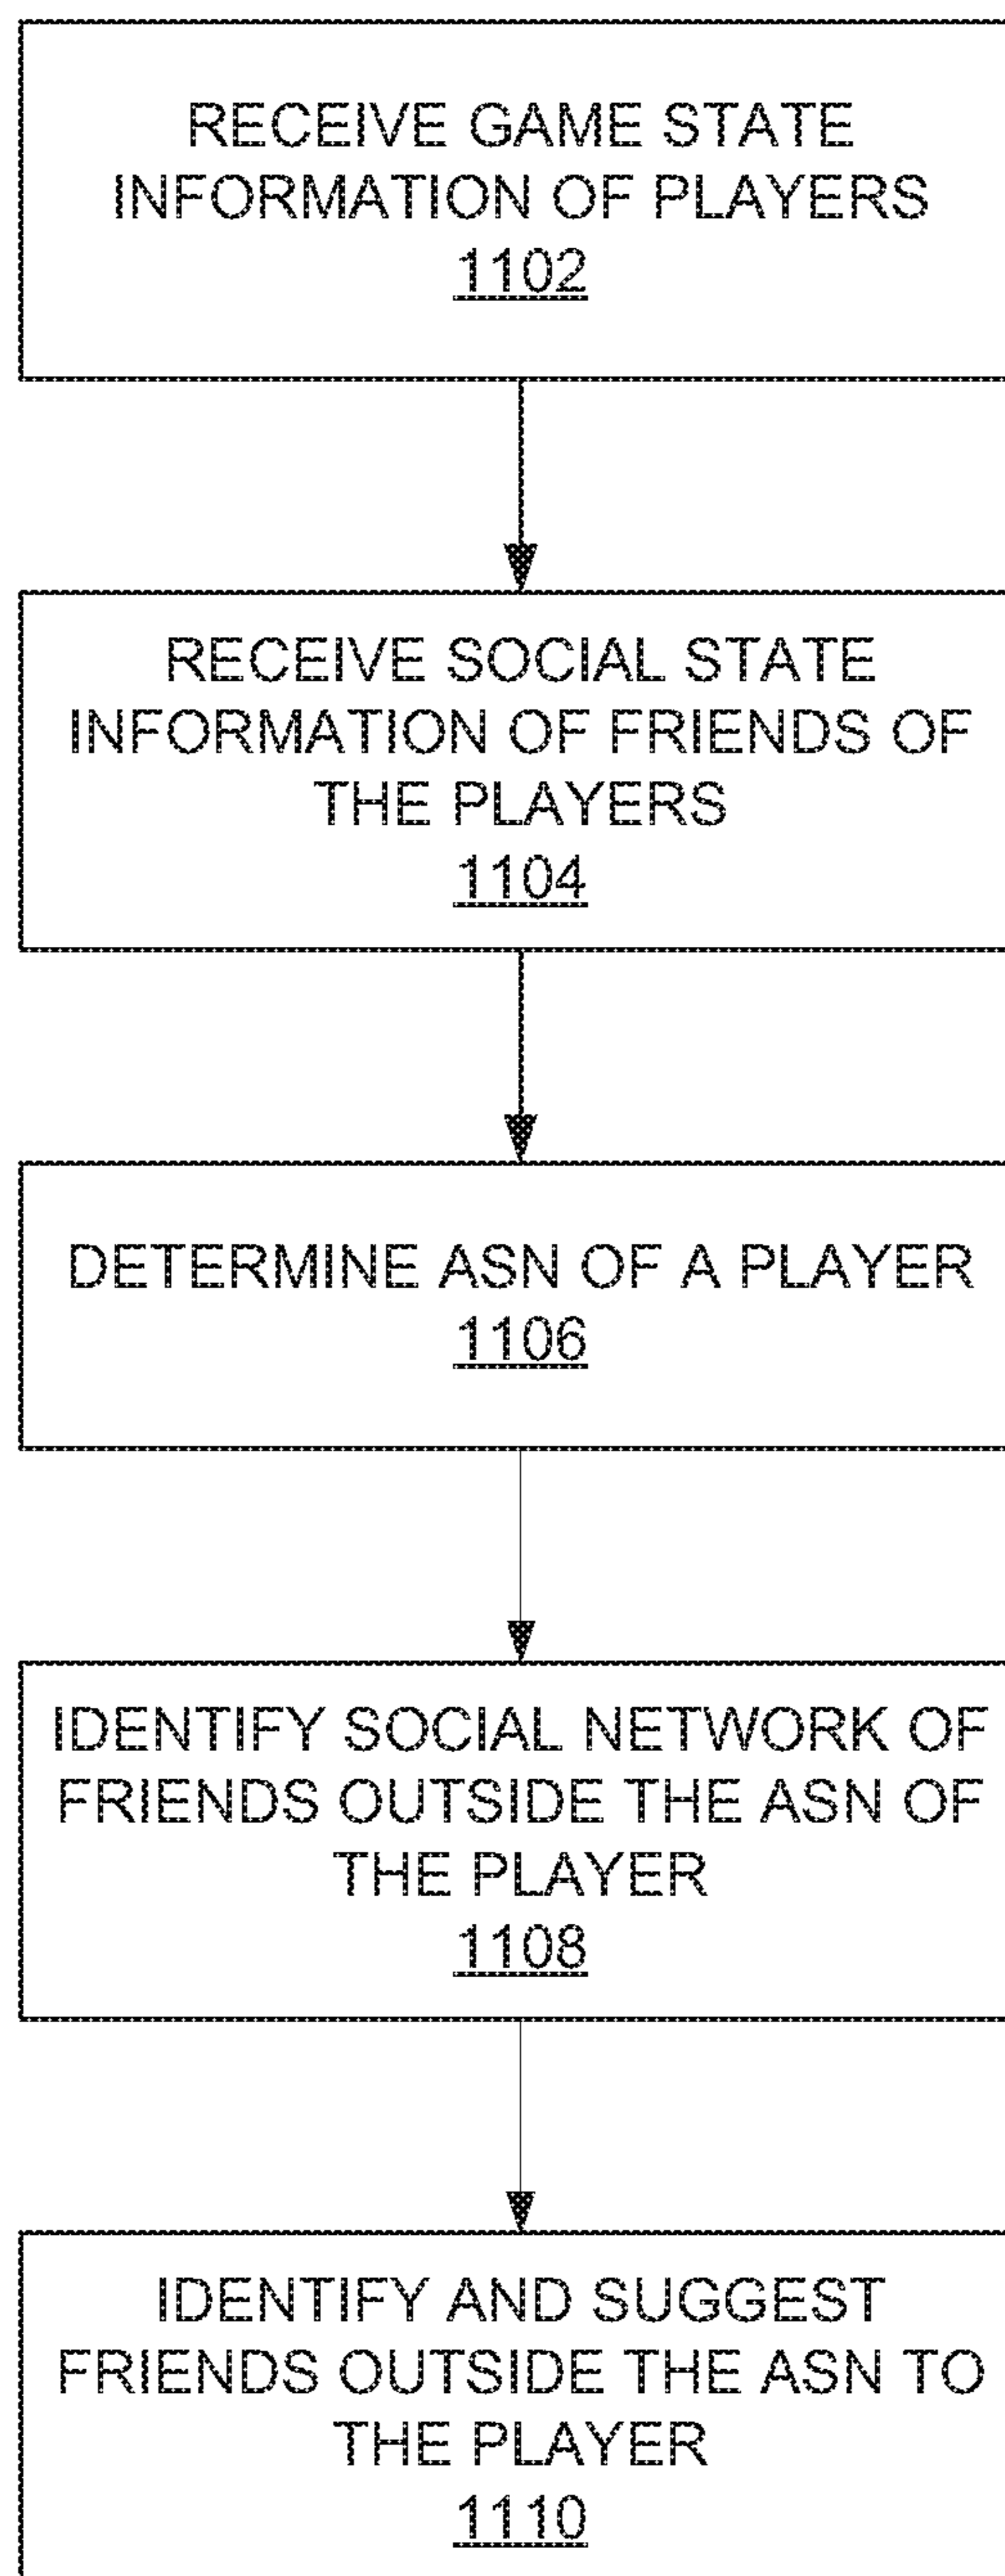 RECEIVE GAME STATE
INFORMATION OF PLAYERS
1102
RECEIVE SOCIAL STATE
INFORMATION OF FRIENDS OF
THE PLAYERS
1104
DETERMINE ASN OF A PLAYER
1106
IDENTIFY SOCIAL NETWORK OF
FRIENDS OUTSIDE THE ASN OF
THE PLAYER
1108
IDENTIFY AND SUGGEST
FRIENDS OUTSIDE THE ASN TO
THE PLAYER
1110